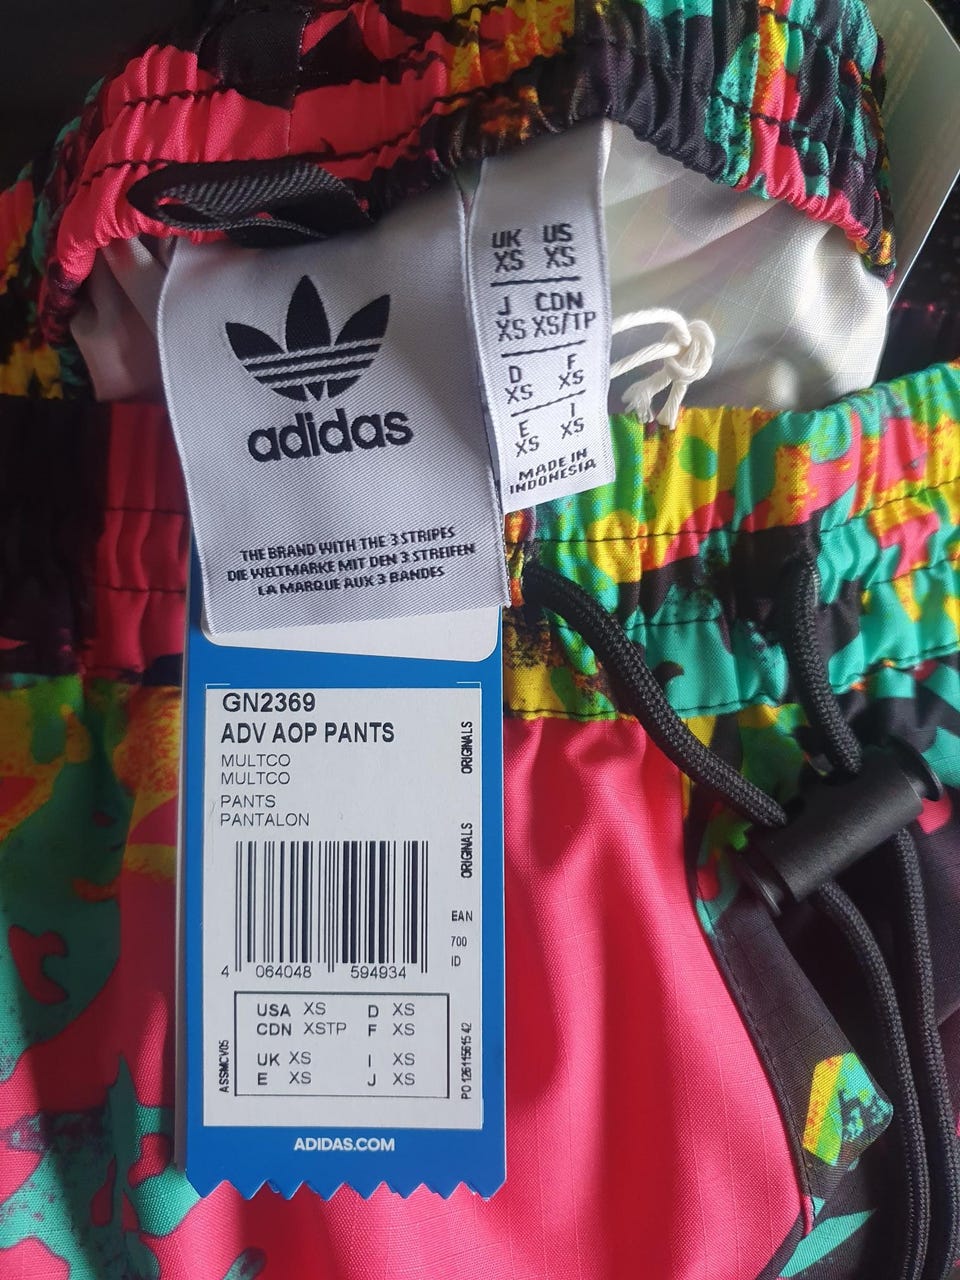 UK US
XS XS
J CDN
XS XS/TP
D F
XS XS
E I
XS XS
MADE IN
INDONESIA
adidas
THE BRAND WITH THE 3 STRIPES
DIE WELTMARKE MIT DEN 3 STREIFEN
LA MARQUE AUX 3 BANDES
GN2369
ADV AOP PANTS
MULTCO
MULTCO
PANTS
PANTALON
ORIGINALS
ORIGINALS
EAN
700
ID
4 064048 594934
USA XS D XS
CDN XSTP F XS
UK XS I XS
E XS J XS
ASSMCV05
PO 126115615 42
ADIDAS.COM